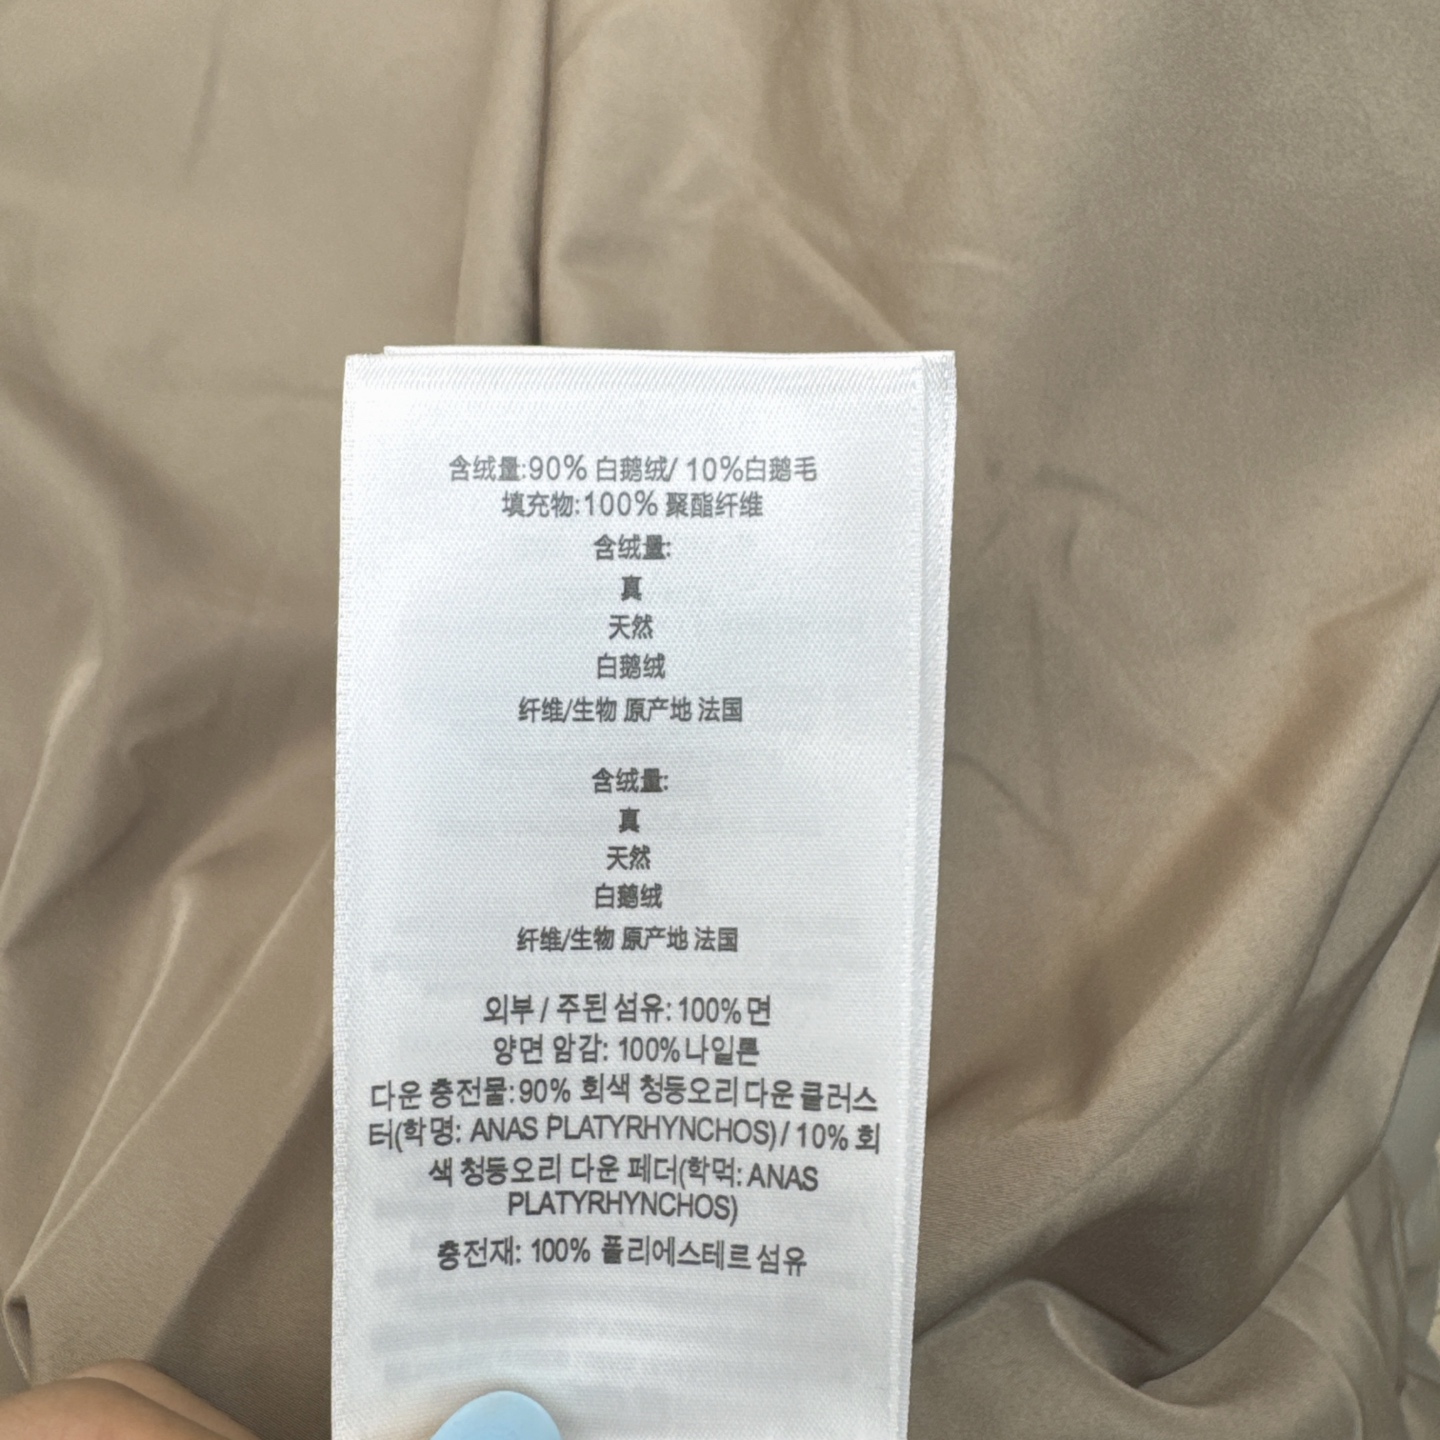 含绒量:90% 白鹅绒/ 10%白鹅毛
填充物:100% 聚酯纤维
含绒量:
真
天然
白鹅绒
纤维/生物 原产地 法国
含绒量:
真
天然
白鹅绒
纤维/生物 原产地 法国
외부 / 주된 섬유: 100% 면
양면 암감: 100% 나일론
다운 충전물: 90% 회색 청둥오리 다운 클러스
터(학명: ANAS PLATYRHYNCHOS) / 10% 회
색 청둥오리 다운 페더(학먹: ANAS
PLATYRHYNCHOS)
충전재: 100% 폴리에스테르 섬유